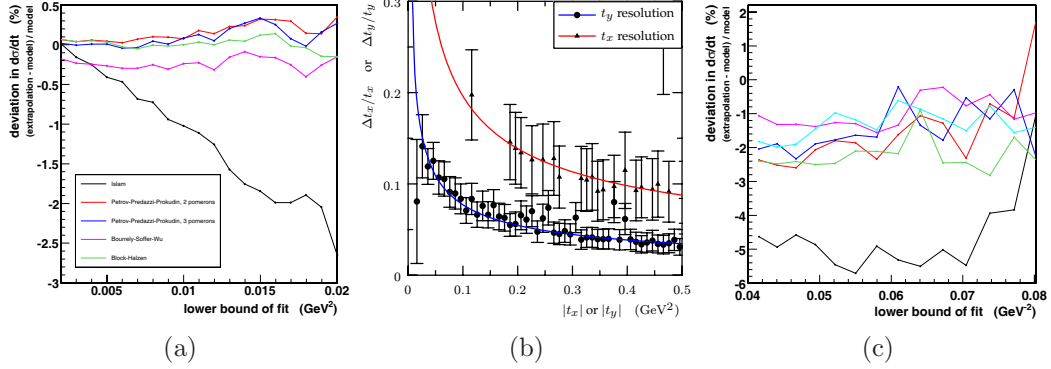 deviation in dσ/dt (%)
(extrapolation - model) / model
0.5
0
-0.5
-1
-1.5
-2
-2.5
-3
Islam
Petrov-Predazzi-Prokudin, 2 pomerons
Petrov-Predazzi-Prokudin, 3 pomerons
Bourrely-Soffer-Wu
Block-Halzen
0.005 0.01 0.015 0.02
lower bound of fit (GeV²)
(a)
Δtx/tx or Δty/ty
0.3
0.2
0.1
0
ty resolution
tx resolution
0 0.1 0.2 0.3 0.4 0.5
|tx| or |ty| (GeV²)
(b)
deviation in dσ/dt (%)
(extrapolation - model) / model
2
1
0
-1
-2
-3
-4
-5
-6
0.04 0.05 0.06 0.07 0.08
lower bound of fit (GeV⁻²)
(c)